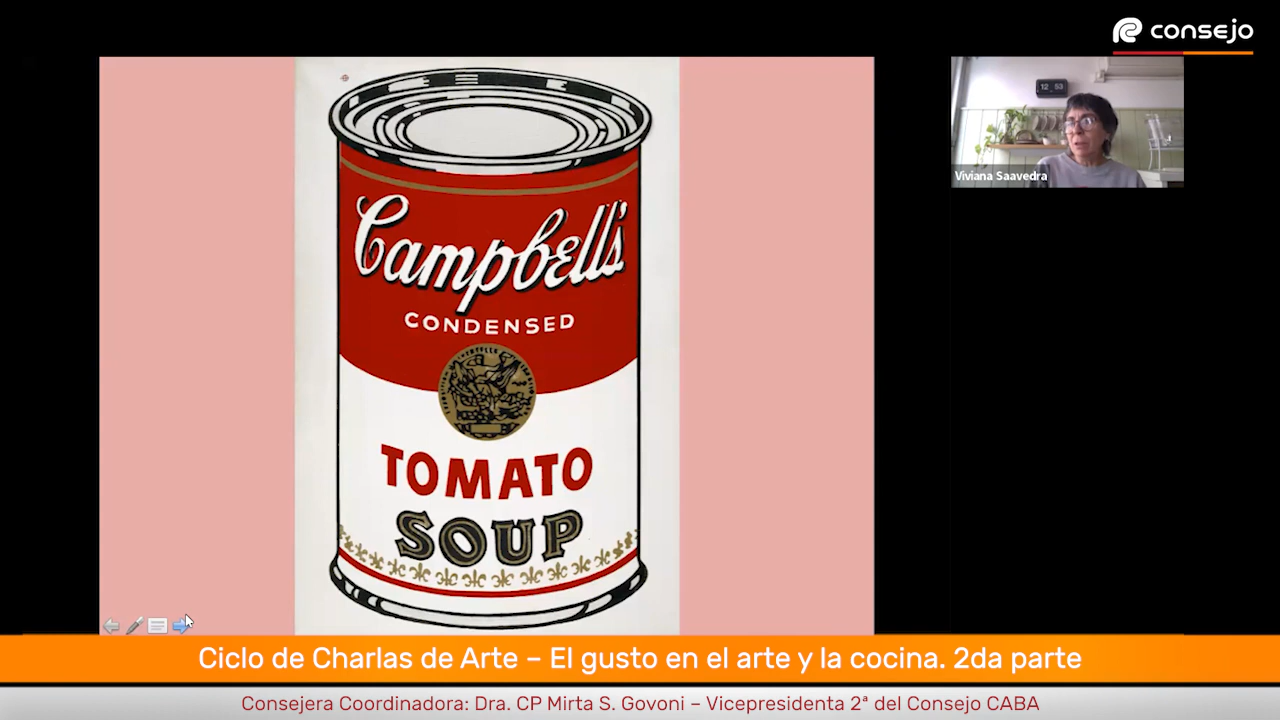 consejo
12 53
Viviana Saavedra
Campbell's
CONDENSED
TOMATO
SOUP
Ciclo de Charlas de Arte – El gusto en el arte y la cocina. 2da parte
Consejera Coordinadora: Dra. CP Mirta S. Govoni – Vicepresidenta 2ª del Consejo CABA